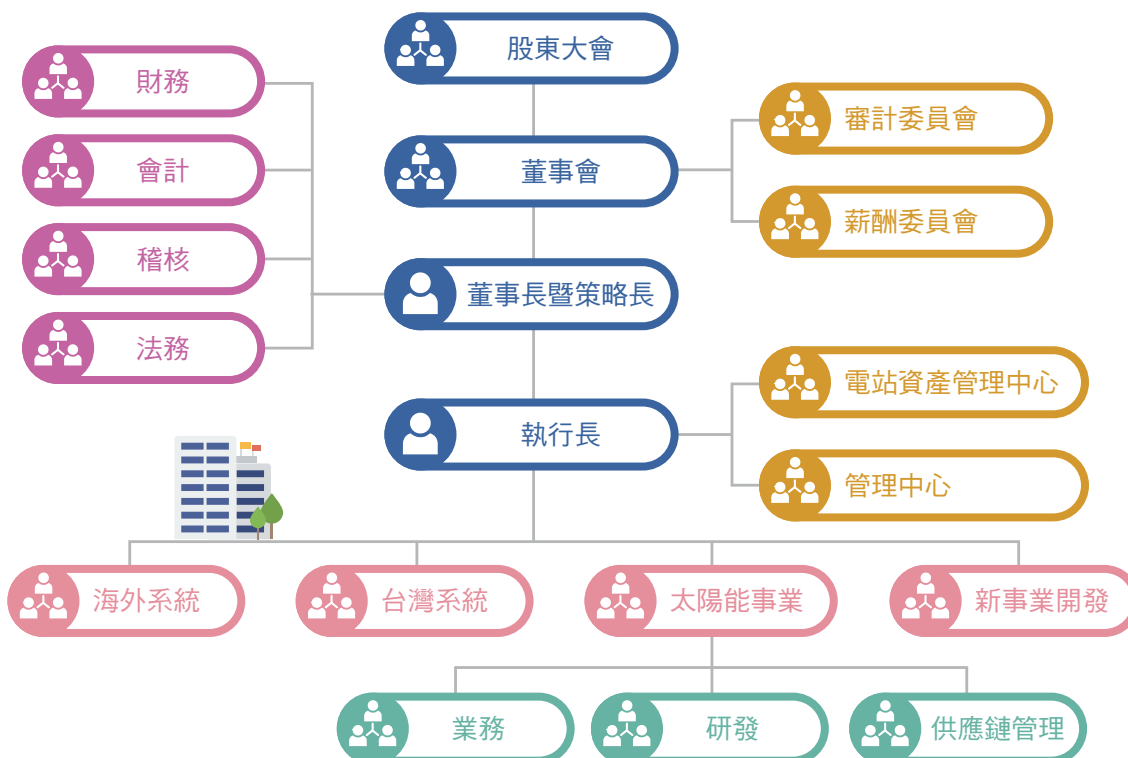 股東大會
財務
審計委員會
會計
董事會
薪酬委員會
稽核
董事長暨策略長
法務
電站資產管理中心
執行長
管理中心
海外系統
台灣系統
太陽能事業
新事業開發
業務
研發
供應鏈管理